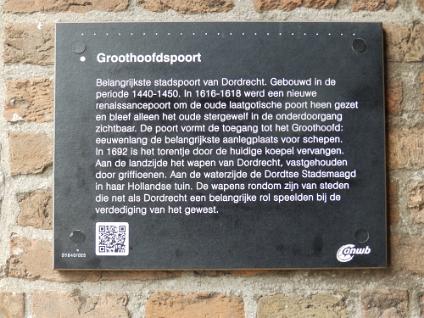 Groothoofdspoort
Belangrijkste stadspoort van Dordrecht. Gebouwd in de
periode 1440-1450. In 1616-1618 werd een nieuwe
renaissancepoort om de oude laatgotische poort heen gezet
en bleef alleen het oude stergewelf in de onderdoorgang
zichtbaar. De poort vormt de toegang tot het Groothoofd:
eeuwenlang de belangrijkste aanlegplaats voor schepen.
In 1692 is het torentje door de huidige koepel vervangen.
Aan de landzijde het wapen van Dordrecht, vastgehouden
door griffioenen. Aan de waterzijde de Dordtse Stadsmaagd
in haar Hollandse tuin. De wapens rondom zijn van steden
die net als Dordrecht een belangrijke rol speelden bij de
verdediging van het gewest.
anwb